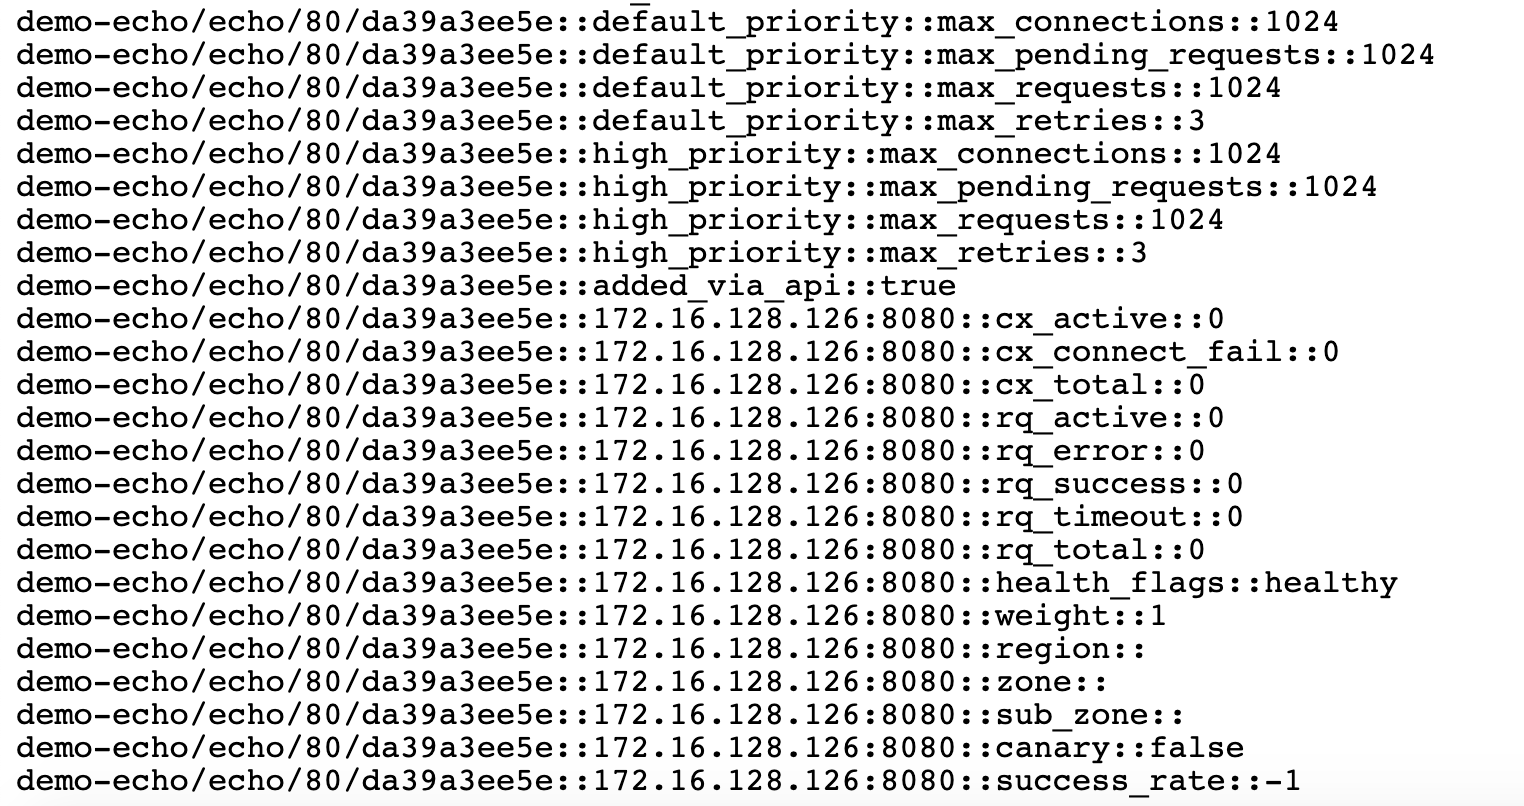 demo-echo/echo/80/da39a3ee5e::default_priority::max_connections::1024
demo-echo/echo/80/da39a3ee5e::default_priority::max_pending_requests::1024
demo-echo/echo/80/da39a3ee5e::default_priority::max_requests::1024
demo-echo/echo/80/da39a3ee5e::default_priority::max_retries::3
demo-echo/echo/80/da39a3ee5e::high_priority::max_connections::1024
demo-echo/echo/80/da39a3ee5e::high_priority::max_pending_requests::1024
demo-echo/echo/80/da39a3ee5e::high_priority::max_requests::1024
demo-echo/echo/80/da39a3ee5e::high_priority::max_retries::3
demo-echo/echo/80/da39a3ee5e::added_via_api::true
demo-echo/echo/80/da39a3ee5e::172.16.128.126:8080::cx_active::0
demo-echo/echo/80/da39a3ee5e::172.16.128.126:8080::cx_connect_fail::0
demo-echo/echo/80/da39a3ee5e::172.16.128.126:8080::cx_total::0
demo-echo/echo/80/da39a3ee5e::172.16.128.126:8080::rq_active::0
demo-echo/echo/80/da39a3ee5e::172.16.128.126:8080::rq_error::0
demo-echo/echo/80/da39a3ee5e::172.16.128.126:8080::rq_success::0
demo-echo/echo/80/da39a3ee5e::172.16.128.126:8080::rq_timeout::0
demo-echo/echo/80/da39a3ee5e::172.16.128.126:8080::rq_total::0
demo-echo/echo/80/da39a3ee5e::172.16.128.126:8080::health_flags::healthy
demo-echo/echo/80/da39a3ee5e::172.16.128.126:8080::weight::1
demo-echo/echo/80/da39a3ee5e::172.16.128.126:8080::region::
demo-echo/echo/80/da39a3ee5e::172.16.128.126:8080::zone::
demo-echo/echo/80/da39a3ee5e::172.16.128.126:8080::sub_zone::
demo-echo/echo/80/da39a3ee5e::172.16.128.126:8080::canary::false
demo-echo/echo/80/da39a3ee5e::172.16.128.126:8080::success_rate::-1